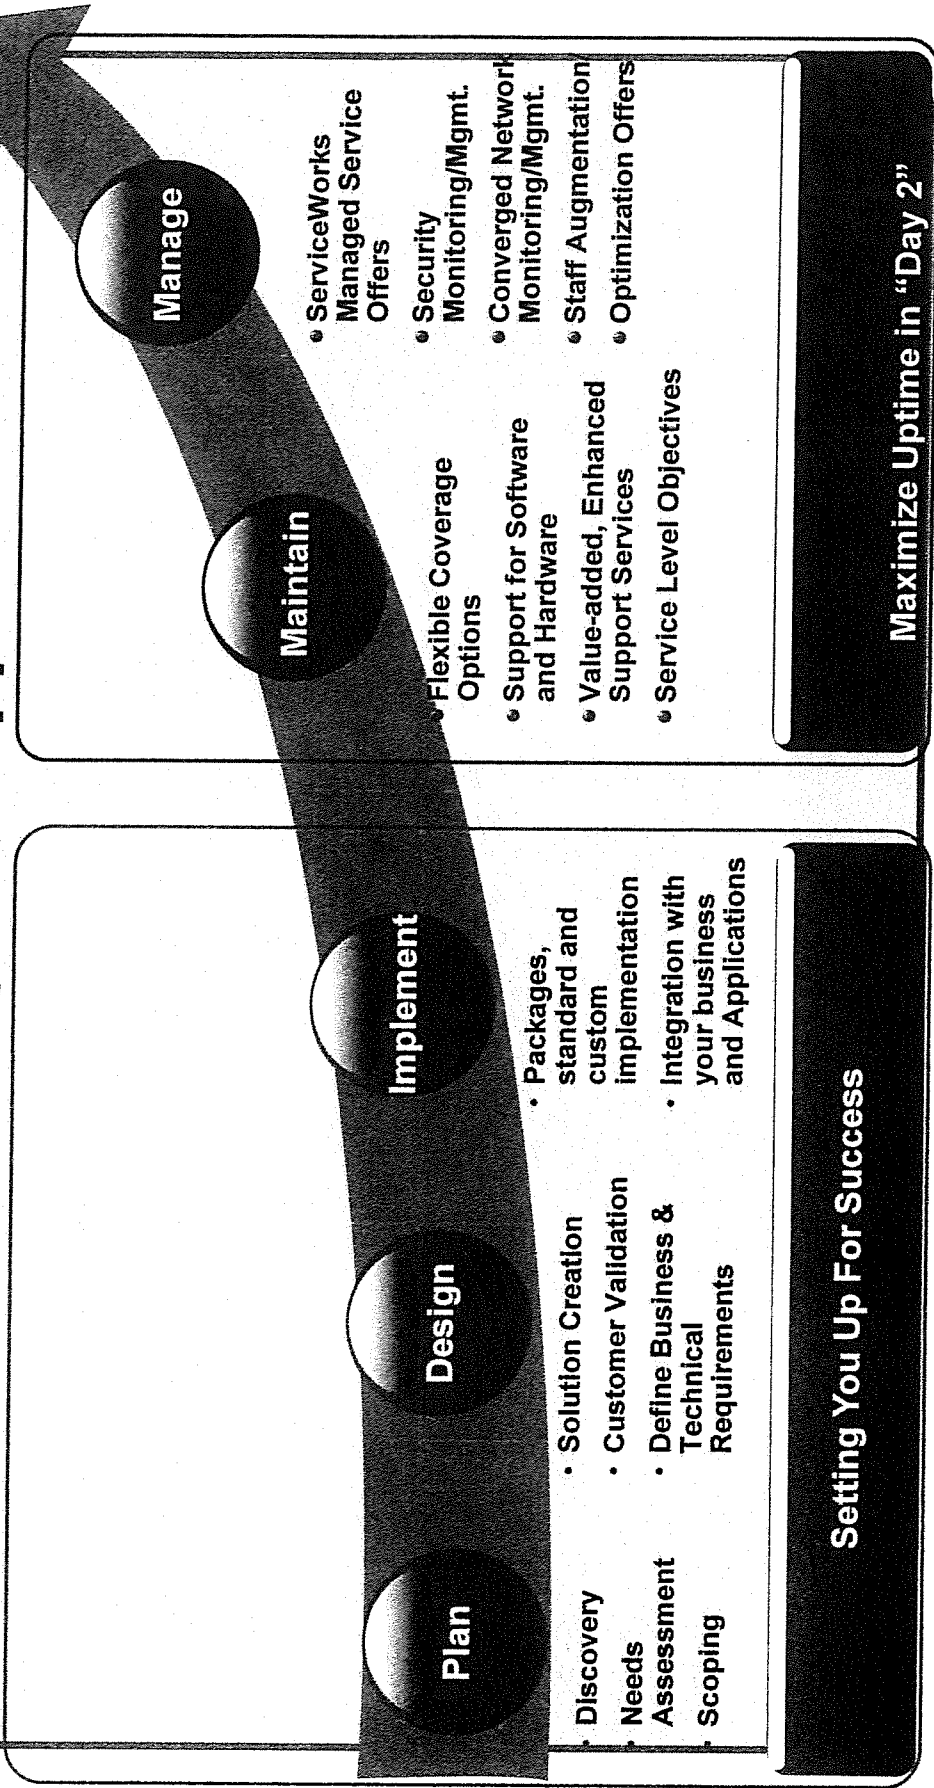 Plan
Design
Implement
Maintain
Manage
Discovery
Needs
Assessment
Scoping
• Solution Creation
• Customer Validation
• Define Business &
Technical
Requirements
• Packages,
standard and
custom
implementation
• Integration with
your business
and Applications
• Flexible Coverage
Options
• Support for Software
and Hardware
• Value-added, Enhanced
Support Services
• Service Level Objectives
• ServiceWorks
Managed Service
Offers
• Security
Monitoring/Mgmt.
• Converged Network
Monitoring/Mgmt.
• Staff Augmentation
• Optimization Offers
Setting You Up For Success
Maximize Uptime in “Day 2”